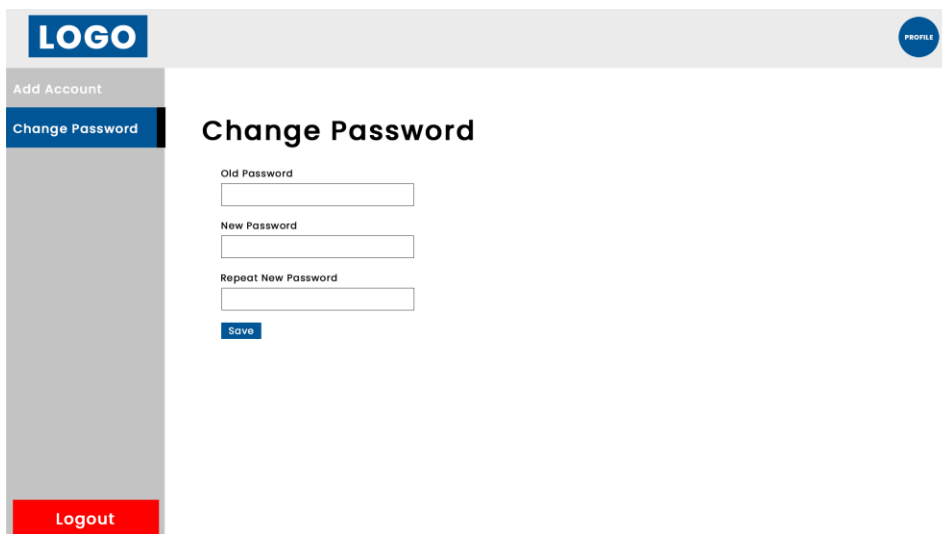 LOGO
PROFILE
Add Account
Change Password
Change Password
Old Password
New Password
Repeat New Password
Save
Logout